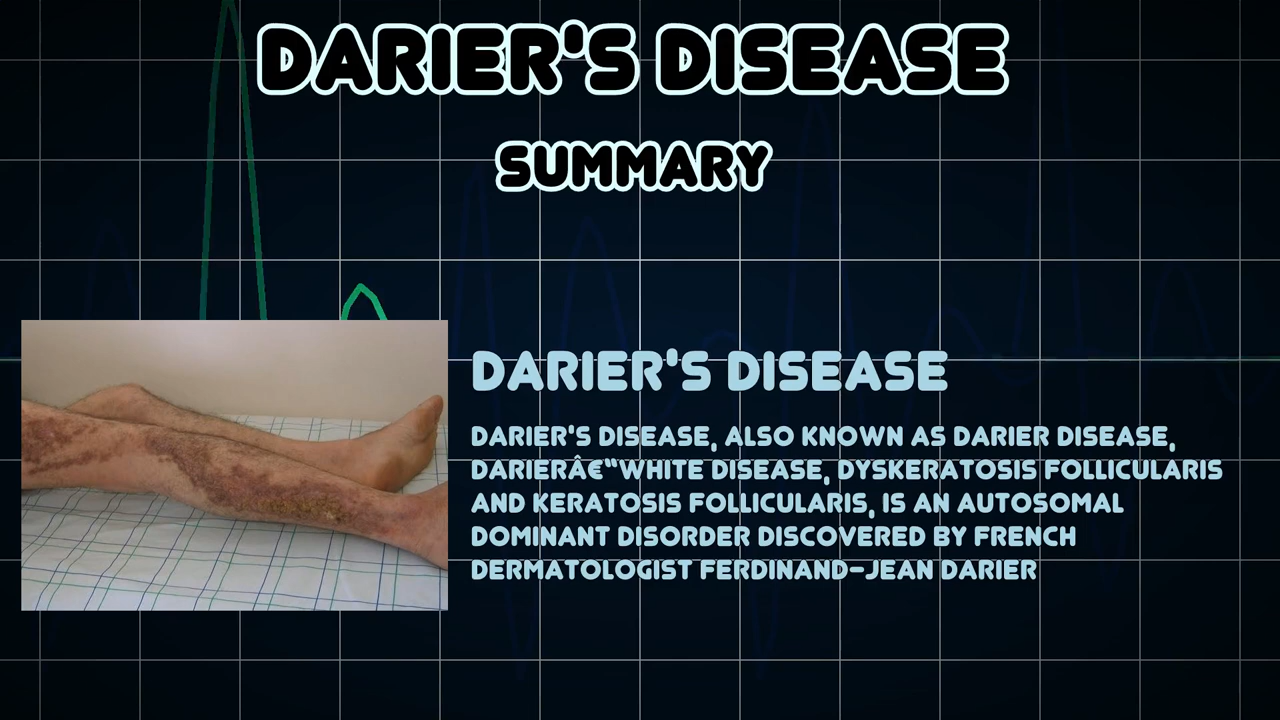 DARIER'S DISEASE
SUMMARY
DARIER'S DISEASE
DARIER'S DISEASE, ALSO KNOWN AS DARIER DISEASE,
DARIERÂ€“WHITE DISEASE, DYSKERATOSIS FOLLICULARIS
AND KERATOSIS FOLLICULARIS, IS AN AUTOSOMAL
DOMINANT DISORDER DISCOVERED BY FRENCH
DERMATOLOGIST FERDINAND-JEAN DARIER